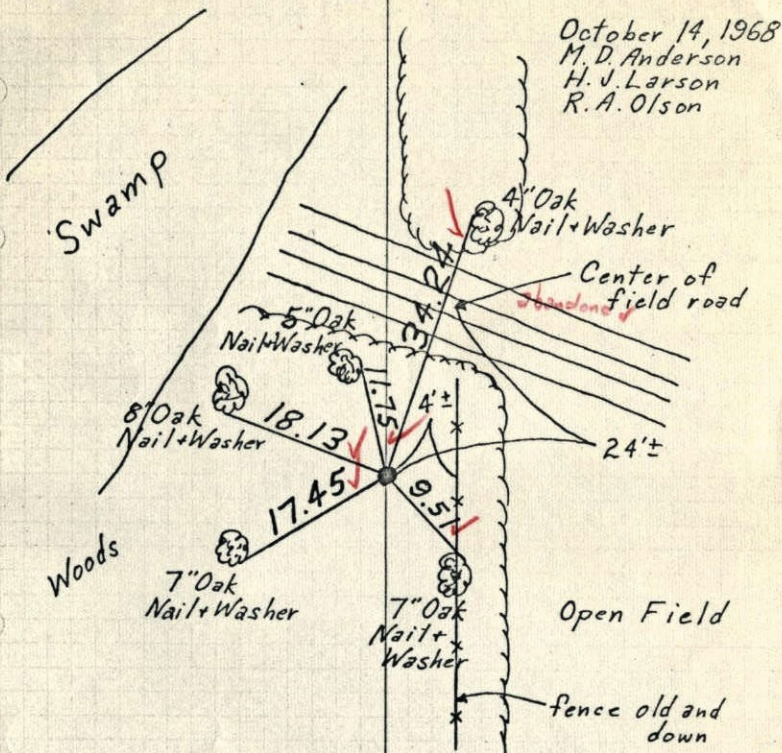 October 14, 1968
M. D. Anderson
H. J. Larson
R. A. Olson
Swamp
4" Oak
Nail + Washer
34.24
Center of
field road
abandoned
5" Oak
Nail + Washer
11.75
8" Oak
Nail + Washer
18.13
4'±
24'±
17.45
9.51
Woods
7" Oak
Nail + Washer
7" Oak
Nail +
Washer
Open Field
fence old and
down